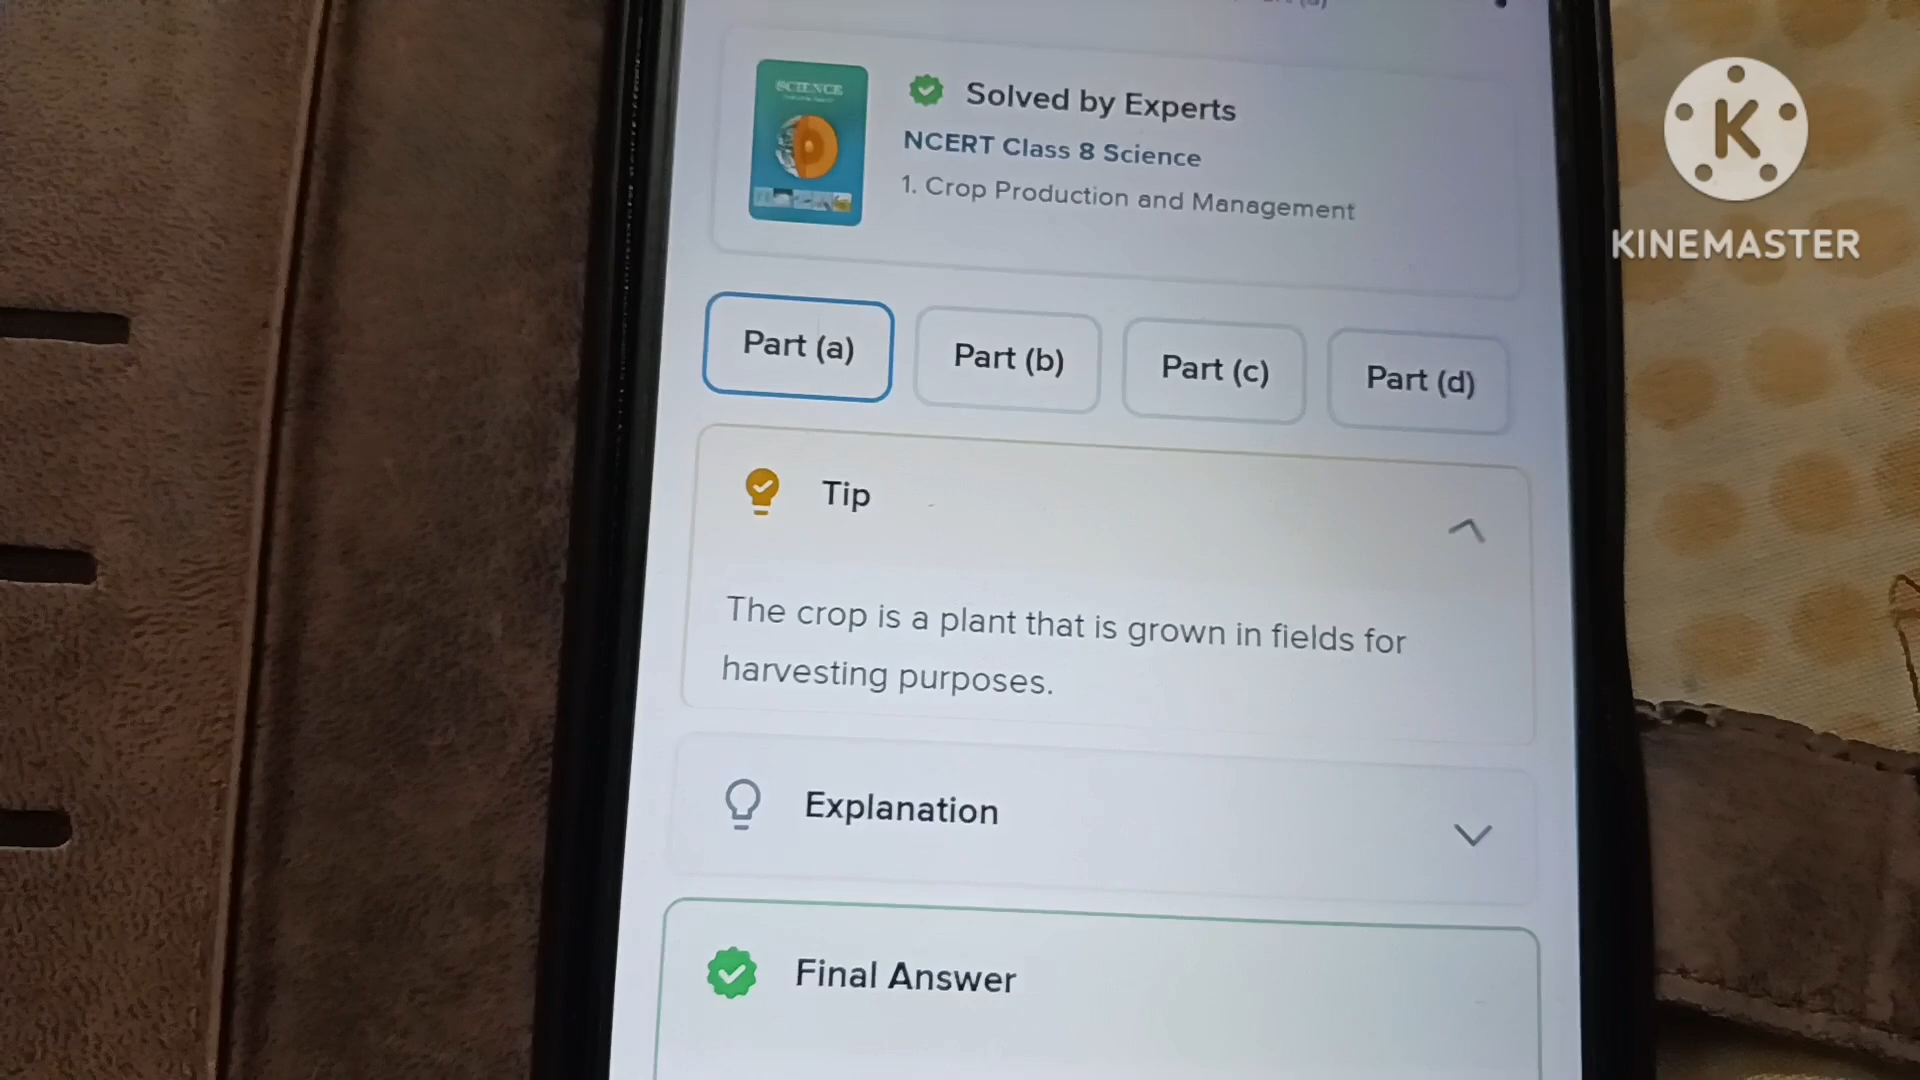 SCIENCE
Solved by Experts
NCERT Class 8 Science
1. Crop Production and Management
K
KINEMASTER
Part (a)
Part (b)
Part (c)
Part (d)
Tip
The crop is a plant that is grown in fields for
harvesting purposes.
Explanation
Final Answer